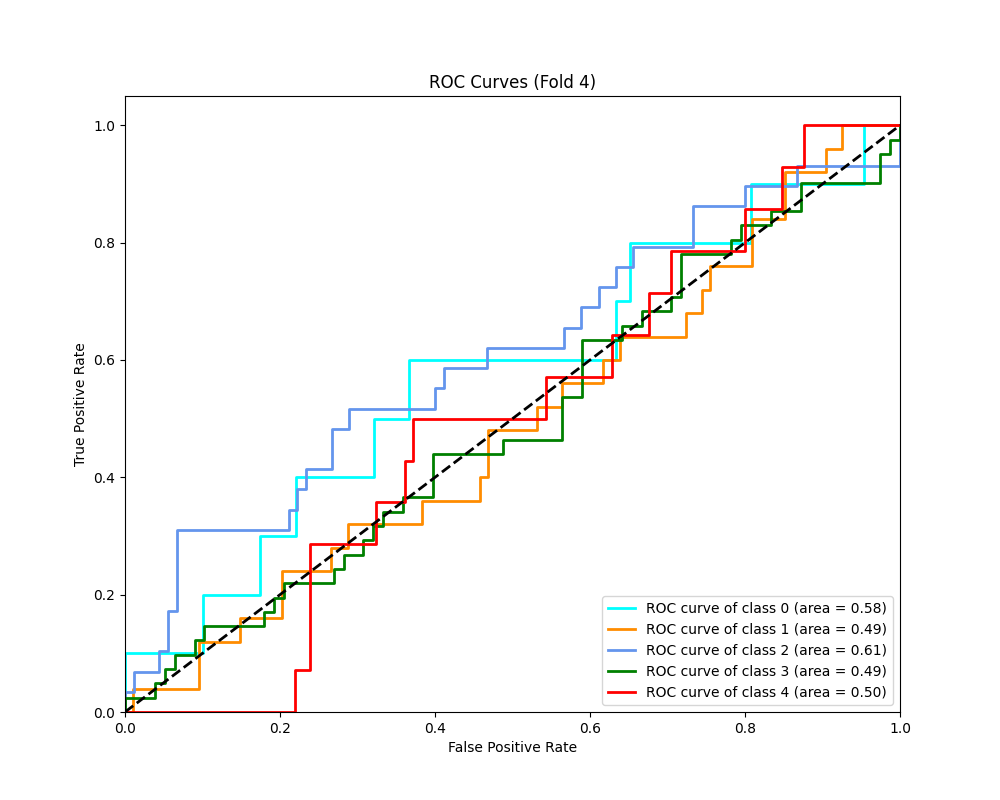 ROC Curves (Fold 4)
True Positive Rate
1.0
0.8
0.6
0.4
0.2
0.0
0.0 0.2 0.4 0.6 0.8 1.0
False Positive Rate
ROC curve of class 0 (area = 0.58)
ROC curve of class 1 (area = 0.49)
ROC curve of class 2 (area = 0.61)
ROC curve of class 3 (area = 0.49)
ROC curve of class 4 (area = 0.50)